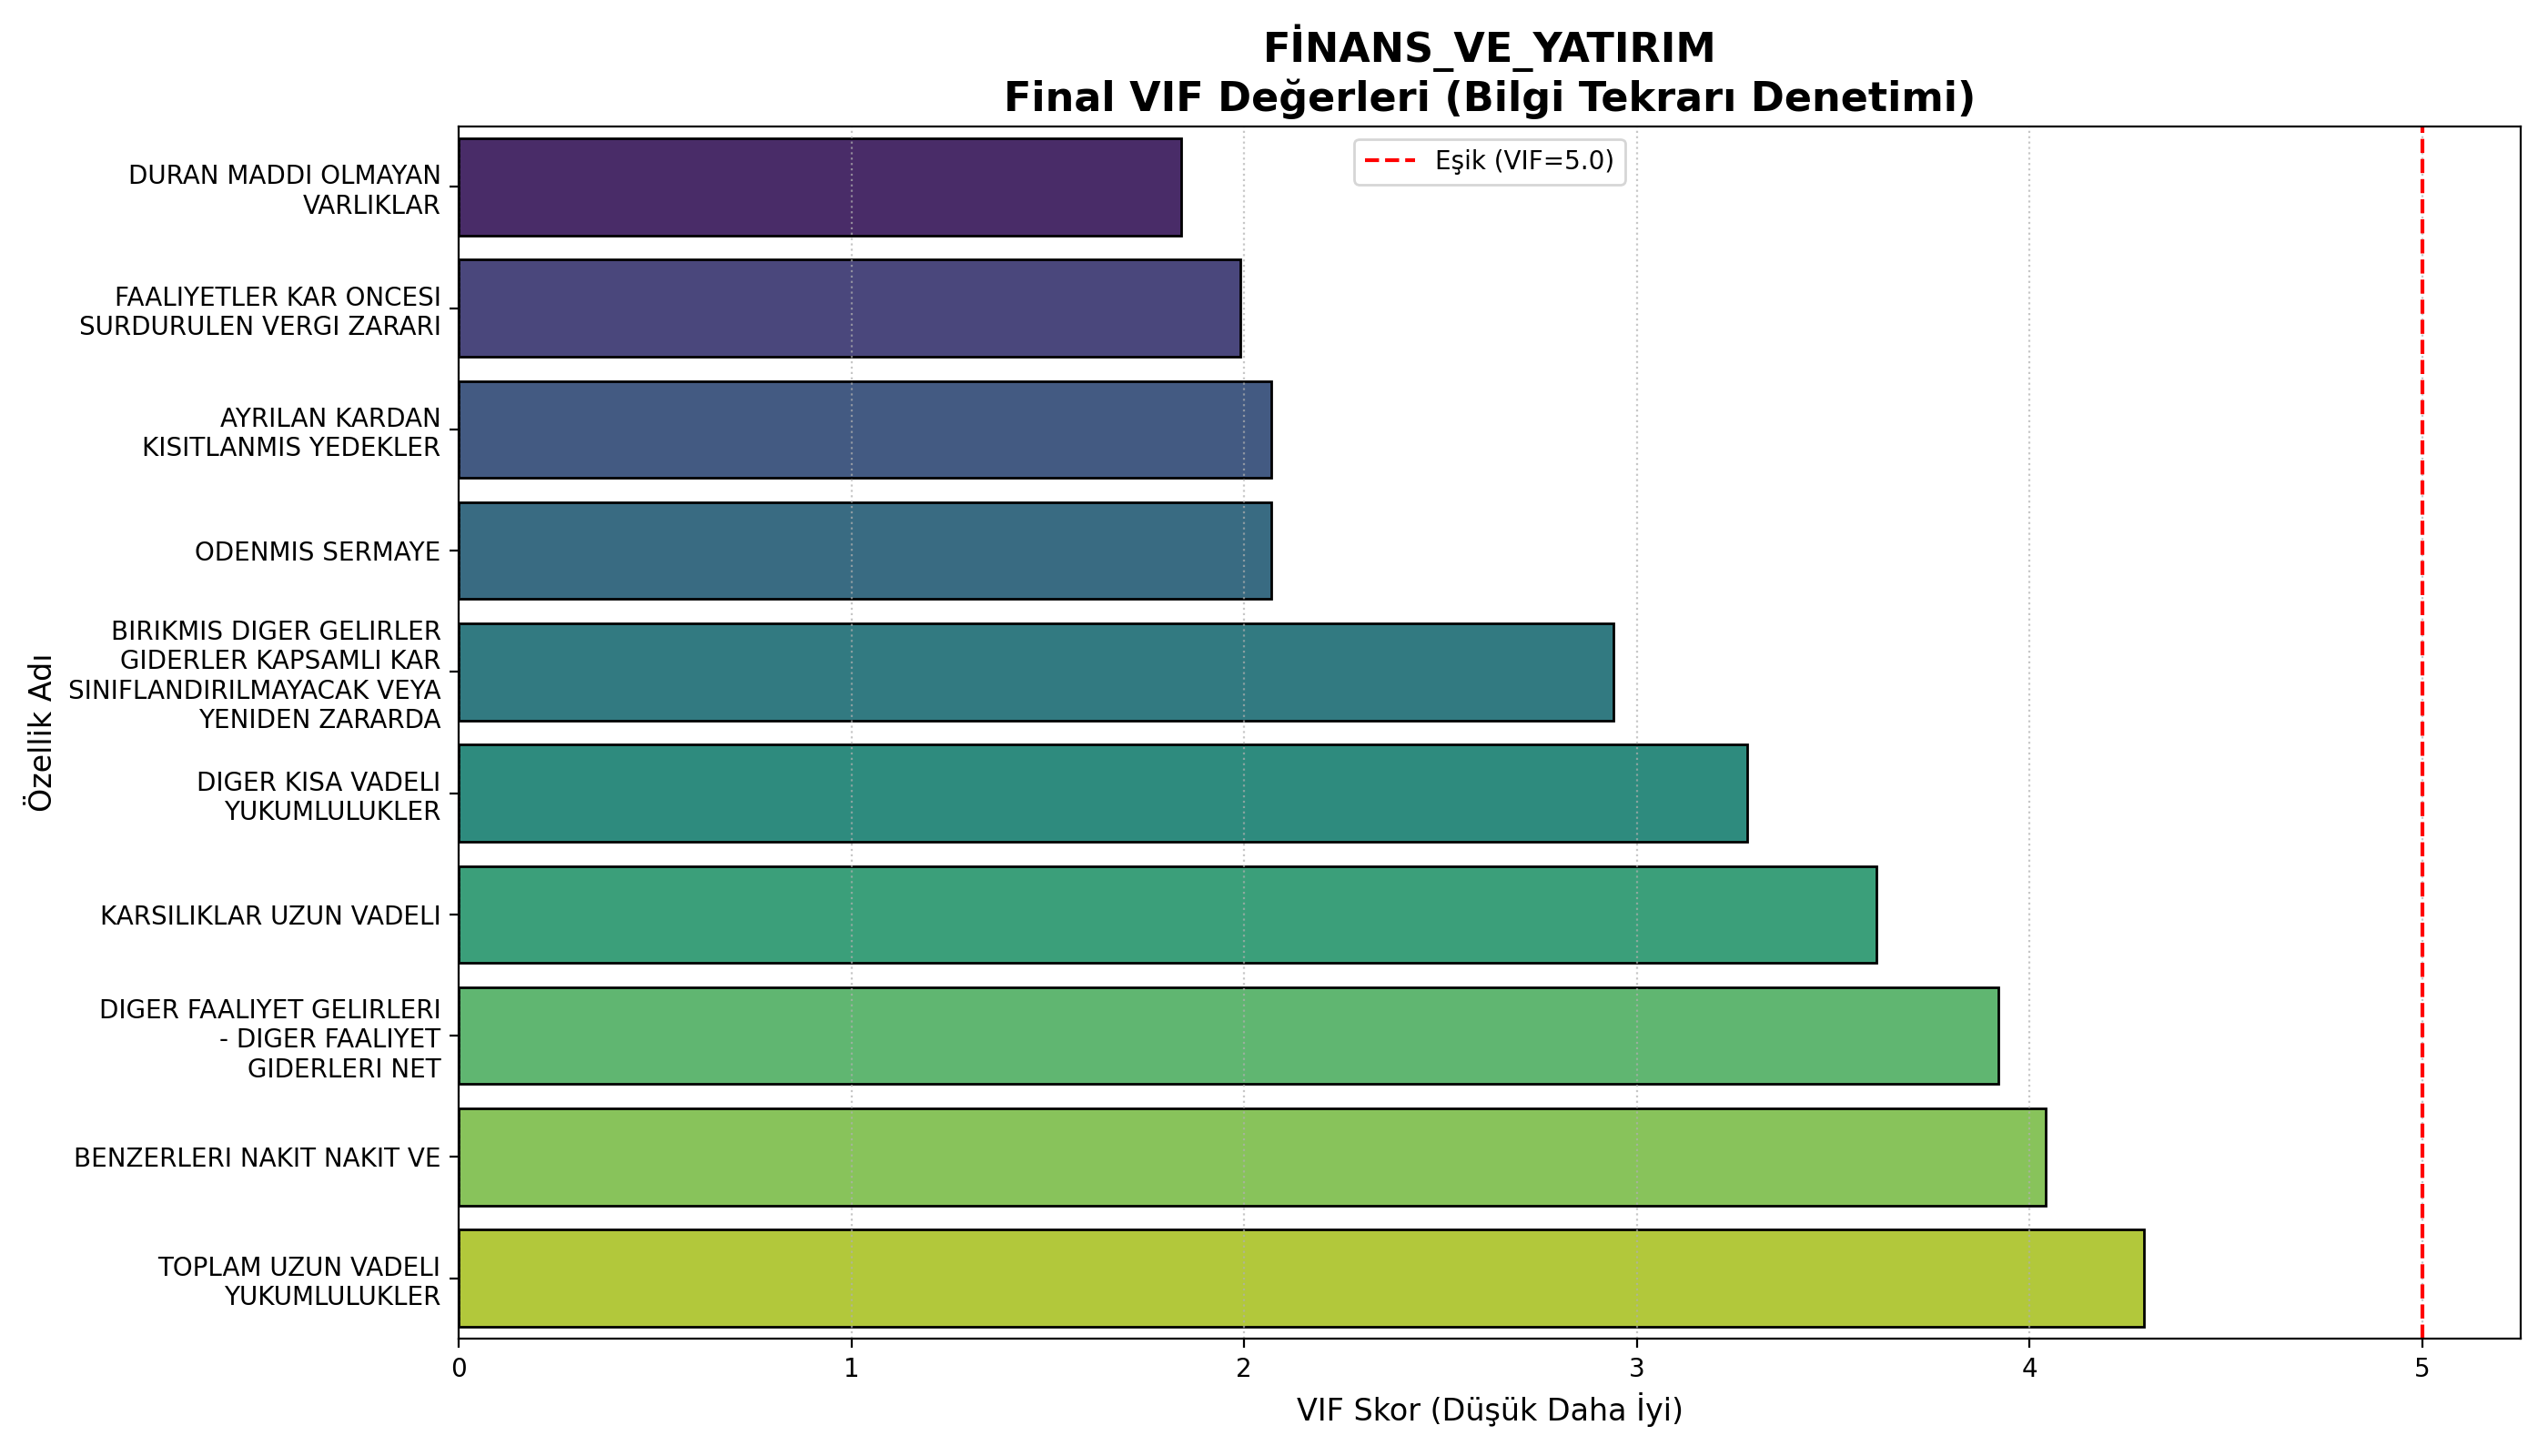 FİNANS_VE_YATIRIM
Final VIF Değerleri (Bilgi Tekrarı Denetimi)
Eşik (VIF=5.0)
Özellik Adı
DURAN MADDI OLMAYAN
VARLIKLAR
FAALIYETLER KAR ONCESI
SURDURULEN VERGI ZARARI
AYRILAN KARDAN
KISITLANMIS YEDEKLER
ODENMIS SERMAYE
BIRIKMIS DIGER GELIRLER
GIDERLER KAPSAMLI KAR
SINIFLANDIRILMAYACAK VEYA
YENIDEN ZARARDA
DIGER KISA VADELI
YUKUMLULUKLER
KARSILIKLAR UZUN VADELI
DIGER FAALIYET GELIRLERI
- DIGER FAALIYET
GIDERLERI NET
BENZERLERI NAKIT NAKIT VE
TOPLAM UZUN VADELI
YUKUMLULUKLER
0 1 2 3 4 5
VIF Skor (Düşük Daha İyi)